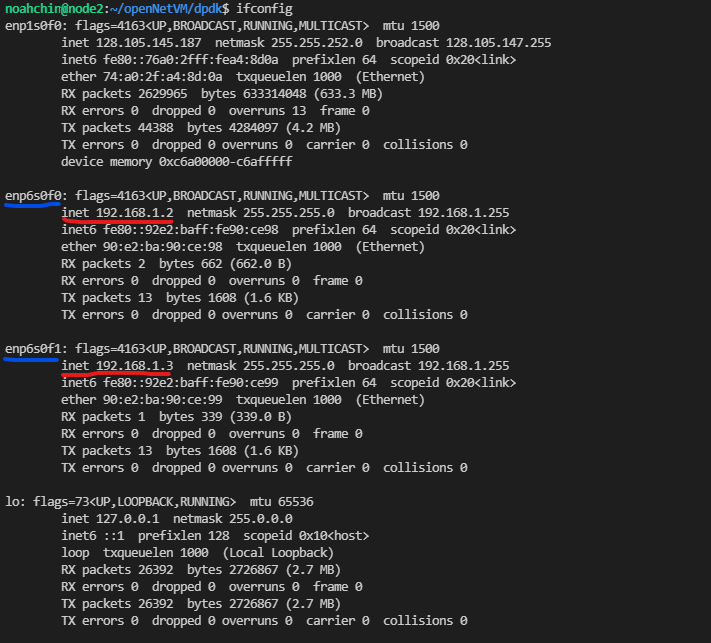 noahchin@node2:~/openNetVM/dpdk$ ifconfig
enp1s0f0: flags=4163<UP,BROADCAST,RUNNING,MULTICAST>  mtu 1500
        inet 128.105.145.187  netmask 255.255.252.0  broadcast 128.105.147.255
        inet6 fe80::76a0:2fff:fea4:8d0a  prefixlen 64  scopeid 0x20<link>
        ether 74:a0:2f:a4:8d:0a  txqueuelen 1000  (Ethernet)
        RX packets 2629965  bytes 633314048 (633.3 MB)
        RX errors 0  dropped 0  overruns 13  frame 0
        TX packets 44388  bytes 4284097 (4.2 MB)
        TX errors 0  dropped 0 overruns 0  carrier 0  collisions 0
        device memory 0xc6a00000-c6afffff
enp6s0f0: flags=4163<UP,BROADCAST,RUNNING,MULTICAST>  mtu 1500
        inet 192.168.1.2  netmask 255.255.255.0  broadcast 192.168.1.255
        inet6 fe80::92e2:baff:fe90:ce98  prefixlen 64  scopeid 0x20<link>
        ether 90:e2:ba:90:ce:98  txqueuelen 1000  (Ethernet)
        RX packets 2  bytes 662 (662.0 B)
        RX errors 0  dropped 0  overruns 0  frame 0
        TX packets 13  bytes 1608 (1.6 KB)
        TX errors 0  dropped 0 overruns 0  carrier 0  collisions 0
enp6s0f1: flags=4163<UP,BROADCAST,RUNNING,MULTICAST>  mtu 1500
        inet 192.168.1.3  netmask 255.255.255.0  broadcast 192.168.1.255
        inet6 fe80::92e2:baff:fe90:ce99  prefixlen 64  scopeid 0x20<link>
        ether 90:e2:ba:90:ce:99  txqueuelen 1000  (Ethernet)
        RX packets 1  bytes 339 (339.0 B)
        RX errors 0  dropped 0  overruns 0  frame 0
        TX packets 13  bytes 1608 (1.6 KB)
        TX errors 0  dropped 0 overruns 0  carrier 0  collisions 0
lo: flags=73<UP,LOOPBACK,RUNNING>  mtu 65536
        inet 127.0.0.1  netmask 255.0.0.0
        inet6 ::1  prefixlen 128  scopeid 0x10<host>
        loop  txqueuelen 1000  (Local Loopback)
        RX packets 26392  bytes 2726867 (2.7 MB)
        RX errors 0  dropped 0  overruns 0  frame 0
        TX packets 26392  bytes 2726867 (2.7 MB)
        TX errors 0  dropped 0 overruns 0  carrier 0  collisions 0